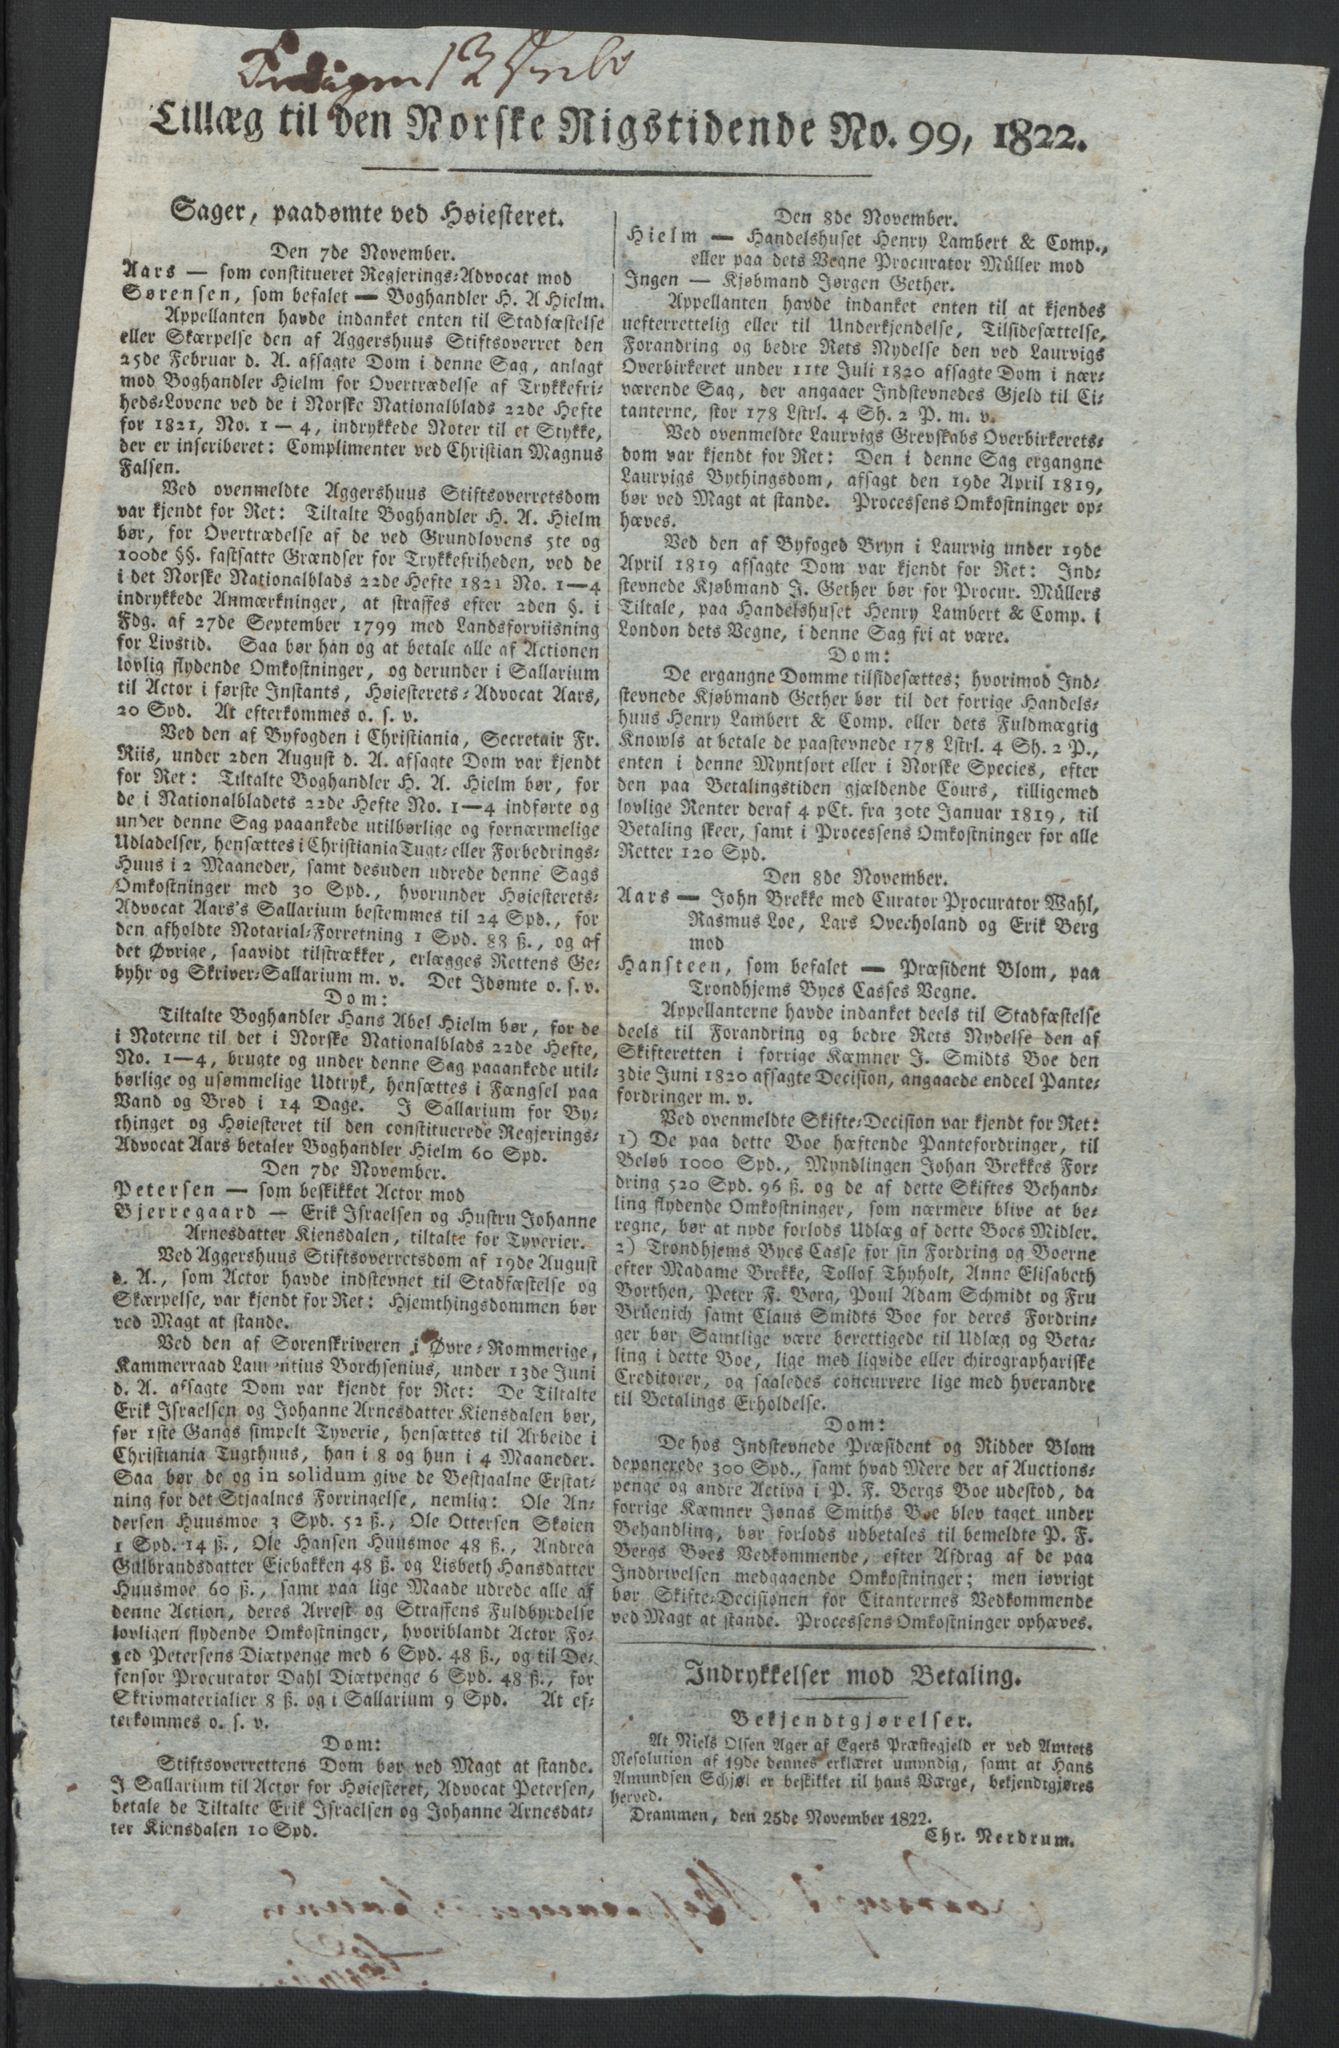 Tillæg til den Norske Rigstidende No. 99, 1822.
Sager, paadømte ved Høiesteret.
Den 7de November.
Aars — som constitueret Regjerings-Advocat mod
Sørensen, som befalet — Boghandler H. A Hielm.
Appellanten havde indanket enten til Stadfæstelse
eller Skærpelse den af Aggershuus Stiftsoverret den
25de Februar d. A. afsagte Dom i denne Sag, anlagt
mod Boghandler Hielm for Overtrædelse af Trykkefri-
heds-Lovene ved de i Norske Nationalblads 22de Hefte
for 1821, No. 1—4, indrykkede Noter til et Stykke,
der er inscriberet: Complimenter ved Christian Magnus
Falsen.
Ved ovenmeldte Aggershuus Stiftsoverretsdom
var kjendt for Ret: Tiltalte Boghandler H. A. Hielm
bør, for Overtrædelse af de ved Grundlovens 5te og
100de §§. fastsatte Grændser for Trykkefriheden, ved de
i det Norske Nationalblads 22de Hefte 1821 No. 1—4
indrykkede Anmærkninger, at straffes efter 2den §. i
Fdg. af 27de September 1799 med Landsforviisning
for Livstid. Saa bør han og at betale alle af Actionen
lovlig flydende Omkostninger, og derunder i Sallarium
til Actor i første Instants, Høiesterets-Advocat Aars,
20 Spd. At efterkommes o. s. v.
Ved den af Byfogden i Christiania, Secretair Fr.
Riis, under 2den August d. A. afsagte Dom var kjendt
for Ret: Tiltalte Boghandler H. A. Hielm bør, for
de i Nationalbladets 22de Hefte No. 1—4 indførte og
under denne Sag paaankede utilbørlige og fornærmelige
Udladelser, hensættes i Christiania Tugt- eller Forbedrings-
Huus i 2 Maaneder, samt desuden udrede denne Sags
Omkostninger med 30 Spd., hvorunder Høiesterets-
Advocat Aars's Sallarium bestemmes til 24 Spd., for
den afholdte Notarial-Forretning 1 Spd. 88 ß., og af
det Øvrige, saavidt tilstrækker, erlægges Rettens Ge-
byhr og Skriver-Sallarium m. v. Det Idømte o. s. v.
Dom:
Tiltalte Boghandler Hans Abel Hielm bør, for de
i Noterne til det i Norske Nationalblads 22de Hefte,
No. 1—4, brugte og under denne Sag paaankede util-
børlige og usømmelige Udtryk, hensættes i Fængsel paa
Vand og Brød i 14 Dage. I Sallarium for By-
thinget og Høiesteret til den constituerede Regjerings-
Advocat Aars betaler Boghandler Hielm 60 Spd.
Den 7de November.
Petersen — som beskikket Actor mod
Bjerregaard — Erik Israelsen og Hustru Johanne
Arnesdatter Kiensdalen, tiltalte for Tyverier.
Ved Aggershuus Stiftsoverretsdom af 19de August
d. A., som Actor havde indstevnet til Stadfæstelse og
Skærpelse, var kjendt for Ret: Hjemthingsdommen bør
ved Magt at stande.
Ved den af Sorenskriveren i Øvre-Rommerige,
Kammerraad Laurentius Borchsenius, under 13de Juni
d. A. afsagte Dom var kjendt for Ret: De Tiltalte
Erik Israelsen og Johanne Arnesdatter Kiensdalen bør,
før 1ste Gangs simpelt Tyverie, hensættes til Arbeide i
Christiania Tugthuus, han i 8 og hun i 4 Maaneder.
Saa bør de og in solidum give de Bestjaalne Erstat-
ning for det Stjaalnes Forringelse, nemlig: Ole An-
dersen Huusmoe 3 Spd. 52 ß., Ole Ottersen Skøien
1 Spd. 14 ß., Ole Hansen Huusmoe 48 ß., Andrea
Gulbrandsdatter Eiebakken 48 ß. og Lisbeth Hansdatter
Huusmoe 60 ß., samt paa lige Maade udrede alle af
denne Action, deres Arrest og Straffens Fuldbyrdelse
lovligen flydende Omkostninger, hvoriblandt Actor Fo-
ged Petersens Diætpenge med 6 Spd. 48 ß., og til De-
fensor Procurator Dahl Diætpenge 6 Spd. 48 ß., for
Skrivmaterialier 8 ß. og i Sallarium 9 Spd. At ef-
terkommes o. s. v.
Dom:
Stiftsoverrettens Dom bør ved Magt at stande.
I Sallarium til Actor for Høiesteret, Advocat Petersen,
betale de Tiltalte Erik Israelsen og Johanne Arnesdat-
ter Kiensdalen 10 Spd.
Den 8de November.
Hielm — Handelshuset Henry Lambert & Comp.,
eller paa dets Vegne Procurator Müller mod
Ingen — Kjøbmand Jørgen Gether.
Appellanten havde indanket enten til at kjendes
uefterrettelig eller til Underkjendelse, Tilsidesættelse,
Forandring og bedre Rets Nydelse den ved Laurvigs
Overbirkeret under 11te Juli 1820 afsagte Dom i nær-
værende Sag, der angaaer Indstevnedes Gjeld til Ci-
tanterne, stor 178 Lstrl. 4 Sh. 2 P. m. v.
Ved ovenmeldte Laurvigs Grevskabs Overbirkerets-
dom var kjendt for Ret: Den i denne Sag ergangne
Laurvigs Bythingsdom, afsagt den 19de April 1819,
bør ved Magt at stande. Processens Omkostninger op-
hæves.
Ved den af Byfoged Bryn i Laurvig under 19de
April 1819 afsagte Dom var kjendt for Ret: Ind-
stevnede Kjøbmand J. Gether bør for Procur. Müllers
Tiltale, paa Handelshuset Henry Lambert & Comp. i
London dets Vegne, i denne Sag fri at være.
Dom:
De ergangne Domme tilsidesættes; hvorimod Ind-
stevnede Kjøbmand Gether bør til det forrige Handels-
huus Henry Lambert & Comp. eller dets Fuldmægtig
Knowls at betale de paastevnede 178 Lstrl. 4 Sh. 2 P.,
enten i denne Myntsort eller i Norske Species, efter
den paa Betalingstiden gjældende Cours, tilligemed
lovlige Renter deraf 4 pCt. fra 30te Januar 1819, til
Betaling skeer, samt i Processens Omkostninger for alle
Retter 120 Spd.
Den 8de November.
Aars — John Brekke med Curator Procurator Wahl,
Rasmus Loe, Lars Ovecholand og Erik Berg
mod
Hansteen, som befalet — Præsident Blom, paa
Trondhjems Byes Casses Vegne.
Appellanterne havde indanket deels til Stadfæstelse
deels til Forandring og bedre Rets Nydelse den af
Skifteretten i forrige Kæmner J. Smidts Boe den
3die Juni 1820 afsagte Decision, angaaede endeel Pante-
fordringer m. v.
Ved ovenmeldte Skifte-Decision var kjendt for Ret:
1) De paa dette Boe hæftende Pantefordringer, til
Beløb 1000 Spd., Myndlingen Johan Brekkes For-
dring 520 Spd. 96 ß. og de af dette Skiftes Behand-
ling flydende Omkostninger, som nærmere blive at be-
regne, bør at nyde forlods Udlæg af dette Boes Midler.
2) Trondhjems Byes Casse for sin Fordring og Boerne
efter Madame Brekke, Tollof Thyholt, Anne Elisabeth
Borthen, Peter F. Berg, Poul Adam Schmidt og Fru
Brüenich samt Claus Smidts Boe for deres Fordrin-
ger bør Samtlige være berettigede til Udlæg og Beta-
ling i dette Boe, lige med liqvide eller chirographariske
Creditorer, og saaledes concurrere lige med hverandre
til Betalings Erholdelse.
Dom:
De hos Indstevnede Præsident og Ridder Blom
deponerede 300 Spd., samt hvad Mere der af Auctions-
penge og andre Activa i P. F. Bergs Boe udestod, da
forrige Kæmner Jonas Smiths Boe blev taget under
Behandling, bør forlods udbetales til bemeldte P. F.
Bergs Boes Vedkommende, efter Afdrag af de paa
Inddrivelsen medgaaende Omkostninger; men iøvrigt
bør Skifte-Decisionen for Citanternes Vedkommende
ved Magt at stande. Processens Omkostninger ophæves.
Indrykkelser mod Betaling.
Bekjendtgjørelser.
At Niels Olsen Ager af Egers Præstegjeld er ved Amtets
Resolution af 19de dennes erklæret umyndig, samt at Hans
Amundsen Schjøl er beskikket til hans Værge, bekjendtgjøres
herved.
Drammen, den 25de November 1822.
Chr. Nerdrum.